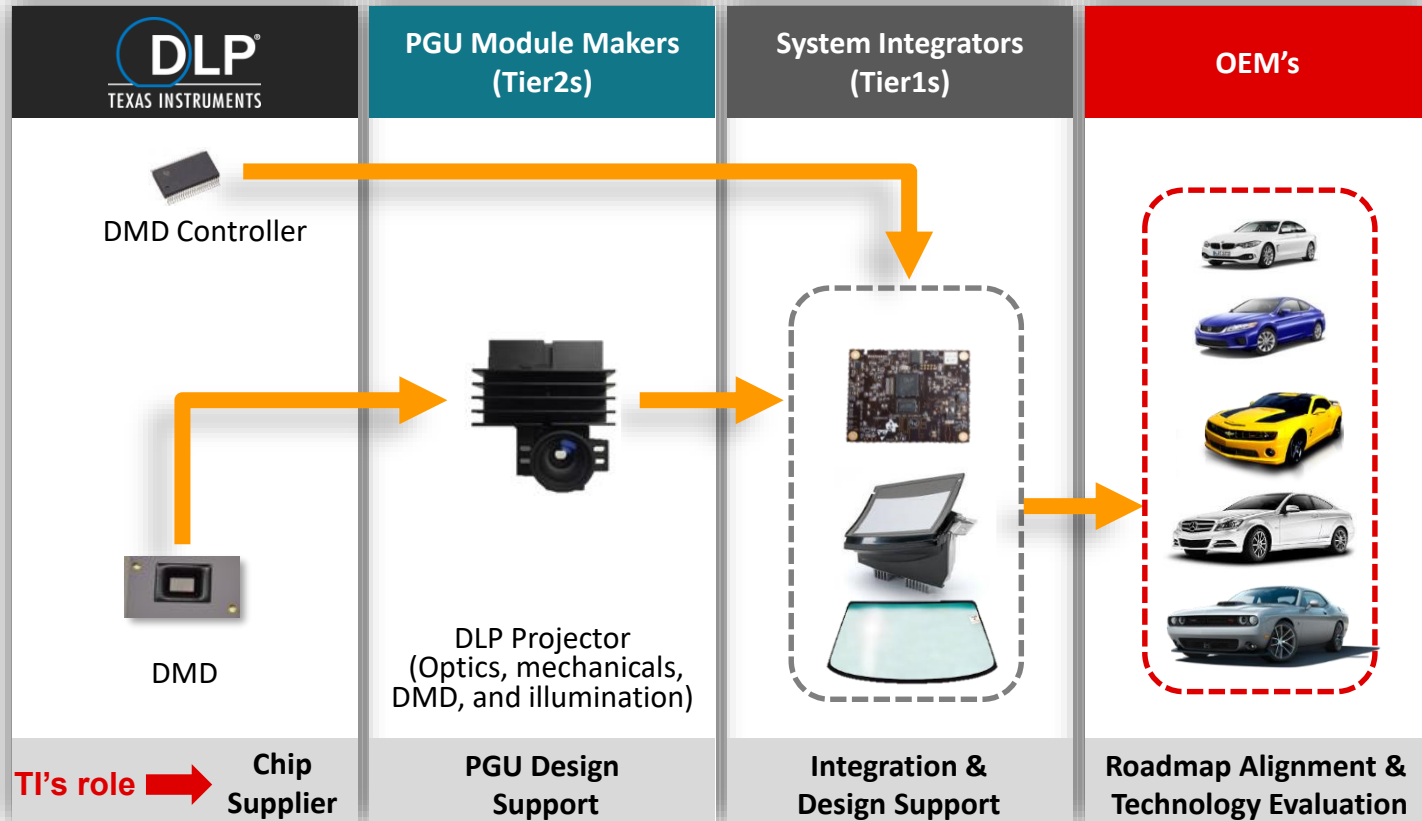 DLP®
TEXAS INSTRUMENTS
PGU Module Makers
(Tier2s)
System Integrators
(Tier1s)
OEM's
DMD Controller
DMD
DLP Projector
(Optics, mechanicals,
DMD, and illumination)
TI's role
Chip
Supplier
PGU Design
Support
Integration &
Design Support
Roadmap Alignment &
Technology Evaluation